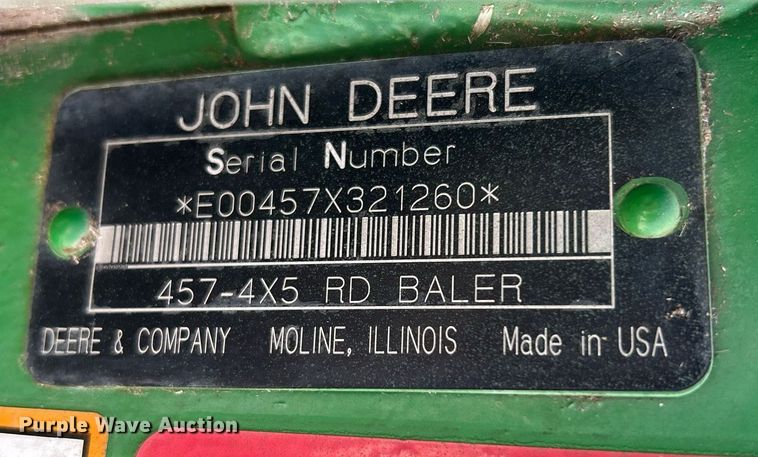 JOHN DEERE
Serial Number
*E00457X321260*
457-4X5 RD BALER
DEERE & COMPANY MOLINE, ILLINOIS Made in USA
Purple Wave Auction